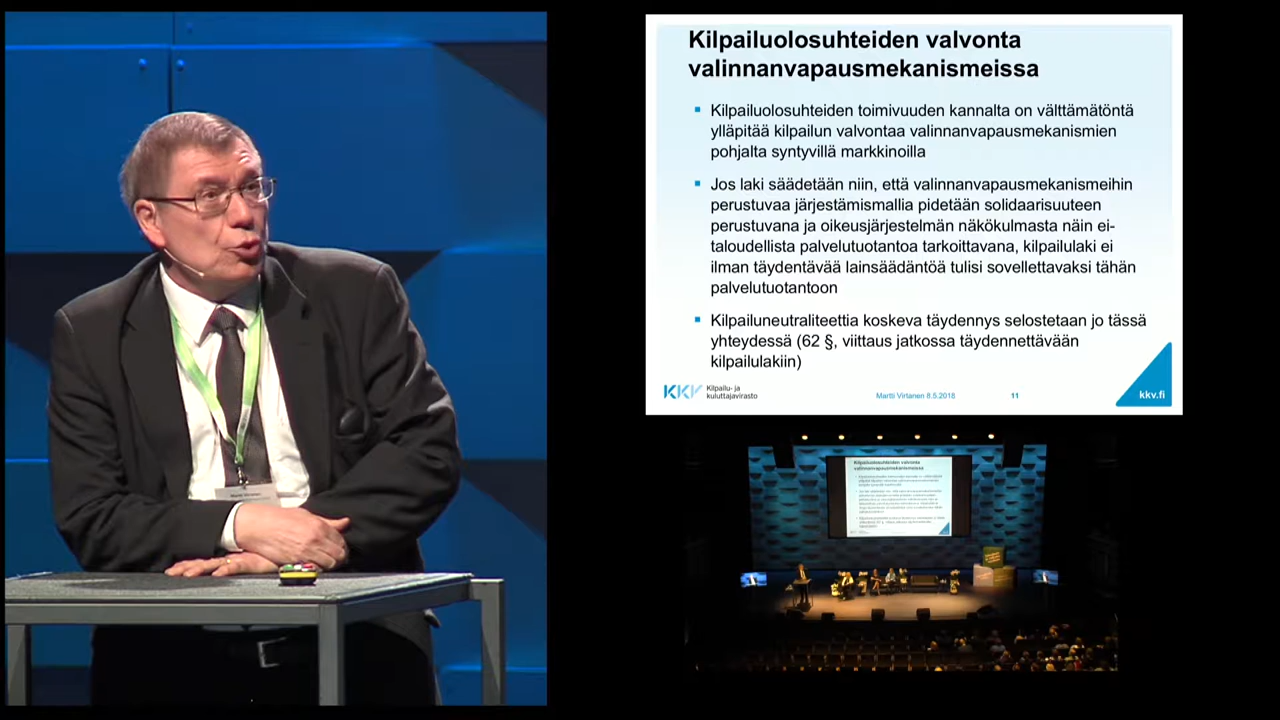 Kilpailuolosuhteiden valvonta
valinnanvapausmekanismeissa
Kilpailuolosuhteiden toimivuuden kannalta on välttämätöntä
ylläpitää kilpailun valvontaa valinnanvapausmekanismien
pohjalta syntyvillä markkinoilla
Jos laki säädetään niin, että valinnanvapausmekanismeihin
perustuvaa järjestämismallia pidetään solidaarisuuteen
perustuvana ja oikeusjärjestelmän näkökulmasta näin ei-
taloudellista palvelutuotantoa tarkoittavana, kilpailulaki ei
ilman täydentävää lainsäädäntöä tulisi sovellettavaksi tähän
palvelutuotantoon
Kilpailuneutraliteettia koskeva täydennys selostetaan jo tässä
yhteydessä (62 §, viittaus jatkossa täydennettävään
kilpailulakiin)
KKV Kilpailu- ja
kuluttajavirasto
Martti Virtanen 8.5.2018
11
kkv.fi
Kilpailuolosuhteiden valvonta
valinnanvapausmekanismeissa